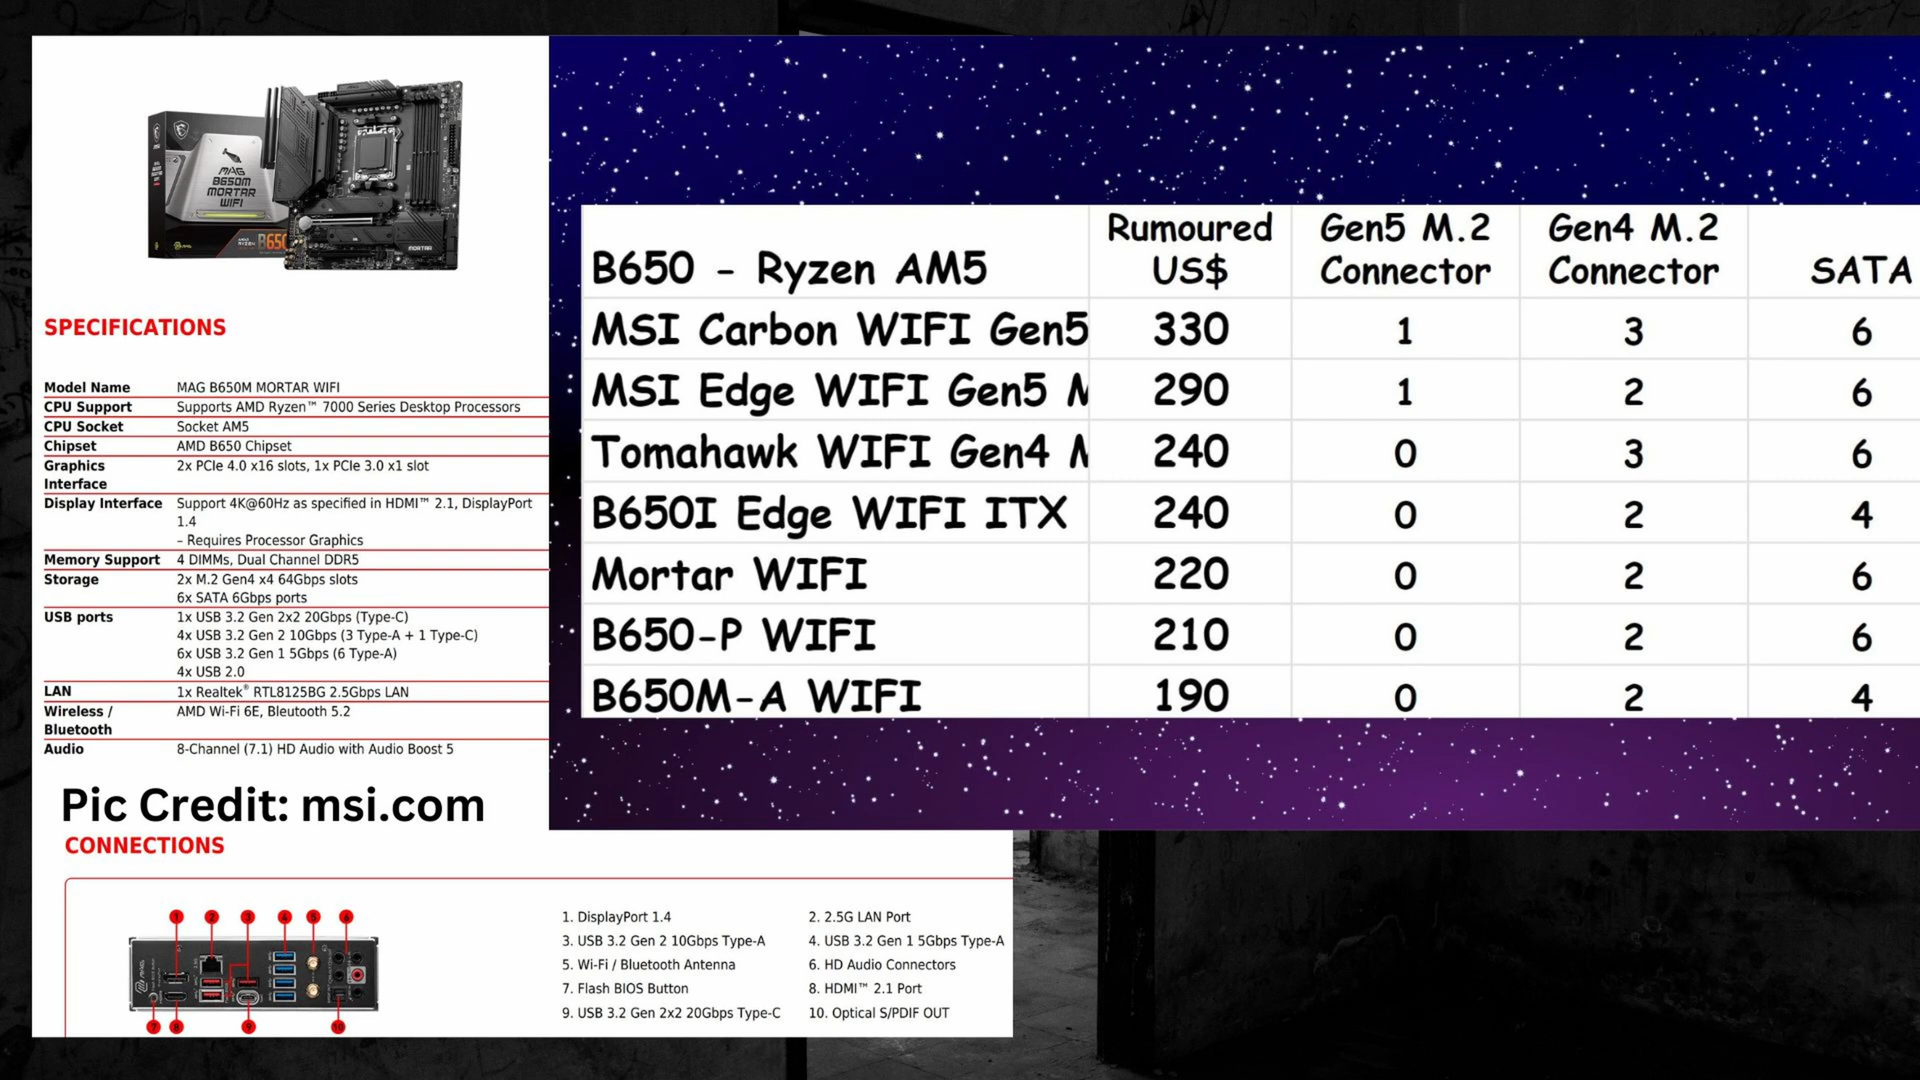 MAG
B650M
MORTAR
WIFI
B650
MORTAR
SPECIFICATIONS
Model Name MAG B650M MORTAR WIFI
CPU Support Supports AMD Ryzen™ 7000 Series Desktop Processors
CPU Socket Socket AM5
Chipset AMD B650 Chipset
Graphics 2x PCIe 4.0 x16 slots, 1x PCIe 3.0 x1 slot
Interface
Display Interface Support 4K@60Hz as specified in HDMI™ 2.1, DisplayPort
1.4
– Requires Processor Graphics
Memory Support 4 DIMMs, Dual Channel DDR5
Storage 2x M.2 Gen4 x4 64Gbps slots
6x SATA 6Gbps ports
USB ports 1x USB 3.2 Gen 2x2 20Gbps (Type-C)
4x USB 3.2 Gen 2 10Gbps (3 Type-A + 1 Type-C)
6x USB 3.2 Gen 1 5Gbps (6 Type-A)
4x USB 2.0
LAN 1x Realtek® RTL8125BG 2.5Gbps LAN
Wireless / AMD Wi-Fi 6E, Bleutooth 5.2
Bluetooth
Audio 8-Channel (7.1) HD Audio with Audio Boost 5
Pic Credit: msi.com
Rumoured Gen5 M.2 Gen4 M.2
B650 - Ryzen AM5 US$ Connector Connector SATA
MSI Carbon WIFI Gen5 330 1 3 6
MSI Edge WIFI Gen5 M 290 1 2 6
Tomahawk WIFI Gen4 M 240 0 3 6
B650I Edge WIFI ITX 240 0 2 4
Mortar WIFI 220 0 2 6
B650-P WIFI 210 0 2 6
B650M-A WIFI 190 0 2 4
CONNECTIONS
1 2 3 4 5 6
7 8 9 10
1. DisplayPort 1.4 2. 2.5G LAN Port
3. USB 3.2 Gen 2 10Gbps Type-A 4. USB 3.2 Gen 1 5Gbps Type-A
5. Wi-Fi / Bluetooth Antenna 6. HD Audio Connectors
7. Flash BIOS Button 8. HDMI™ 2.1 Port
9. USB 3.2 Gen 2x2 20Gbps Type-C 10. Optical S/PDIF OUT